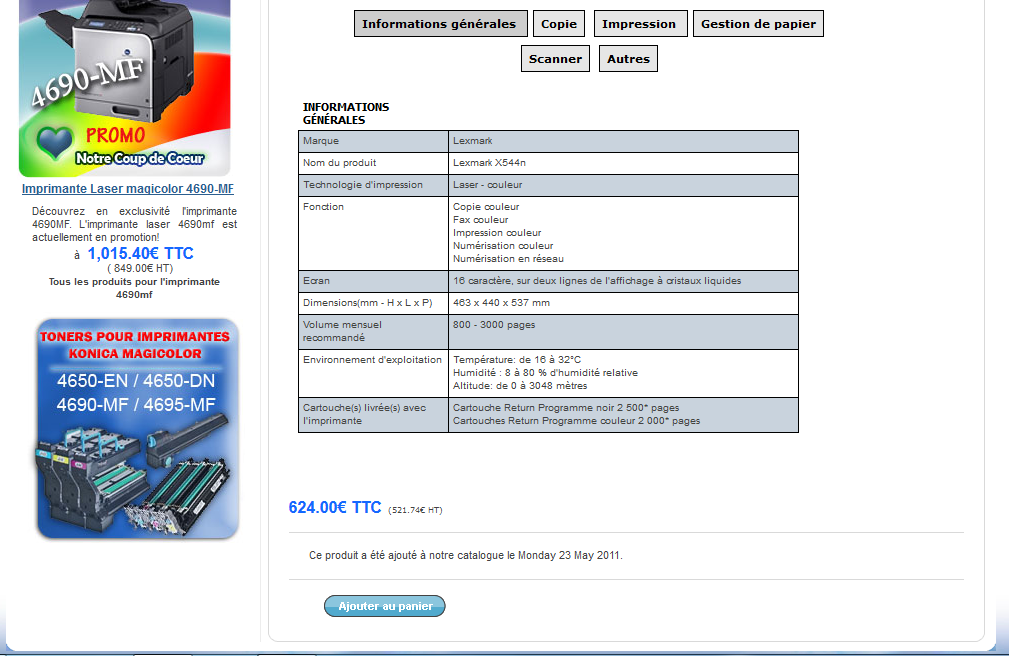 4690-MF
PROMO
Notre Coup de Coeur
Imprimante Laser magicolor 4690-MF
Découvrez en exclusivité l'imprimante
4690MF. L'imprimante laser 4690mf est
actuellement en promotion!
à 1,015.40€ TTC
( 849.00€ HT)
Tous les produits pour l'imprimante
4690mf
TONERS POUR IMPRIMANTES
KONICA MAGICOLOR
4650-EN / 4650-DN
4690-MF / 4695-MF
Informations générales Copie Impression Gestion de papier
Scanner Autres
INFORMATIONS
GÉNÉRALES
Marque Lexmark
Nom du produit Lexmark X544n
Technologie d'impression Laser - couleur
Fonction Copie couleur
Fax couleur
Impression couleur
Numérisation couleur
Numérisation en réseau
Ecran 16 caractère, sur deux lignes de l'affichage à cristaux liquides
Dimensions(mm - H x L x P) 463 x 440 x 537 mm
Volume mensuel 800 - 3000 pages
recommandé
Environnement d'exploitation Température: de 16 à 32°C
Humidité : 8 à 80 % d'humidité relative
Altitude: de 0 à 3048 mètres
Cartouche(s) livrée(s) avec Cartouche Return Programme noir 2 500* pages
l'imprimante Cartouches Return Programme couleur 2 000* pages
624.00€ TTC (521.74€ HT)
Ce produit a été ajouté à notre catalogue le Monday 23 May 2011.
Ajouter au panier